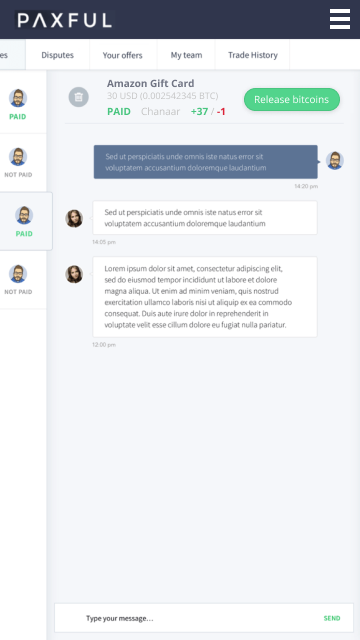 PAXFUL
es
Disputes
Your offers
My team
Trade History
Amazon Gift Card
30 USD (0.002542345 BTC)
PAID Chanaar +37 / -1
Release bitcoins
PAID
NOT PAID
PAID
NOT PAID
Sed ut perspiciatis unde omnis iste natus error sit
voluptatem accusantium doloremque laudantium
14:20 pm
Sed ut perspiciatis unde omnis iste natus error sit
voluptatem accusantium doloremque laudantium
14:05 pm
Lorem ipsum dolor sit amet, consectetur adipiscing elit,
sed do eiusmod tempor incididunt ut labore et dolore
magna aliqua. Ut enim ad minim veniam, quis nostrud
exercitation ullamco laboris nisi ut aliquip ex ea commodo
consequat. Duis aute irure dolor in reprehenderit in
voluptate velit esse cillum dolore eu fugiat nulla pariatur.
12:00 pm
Type your message...
SEND